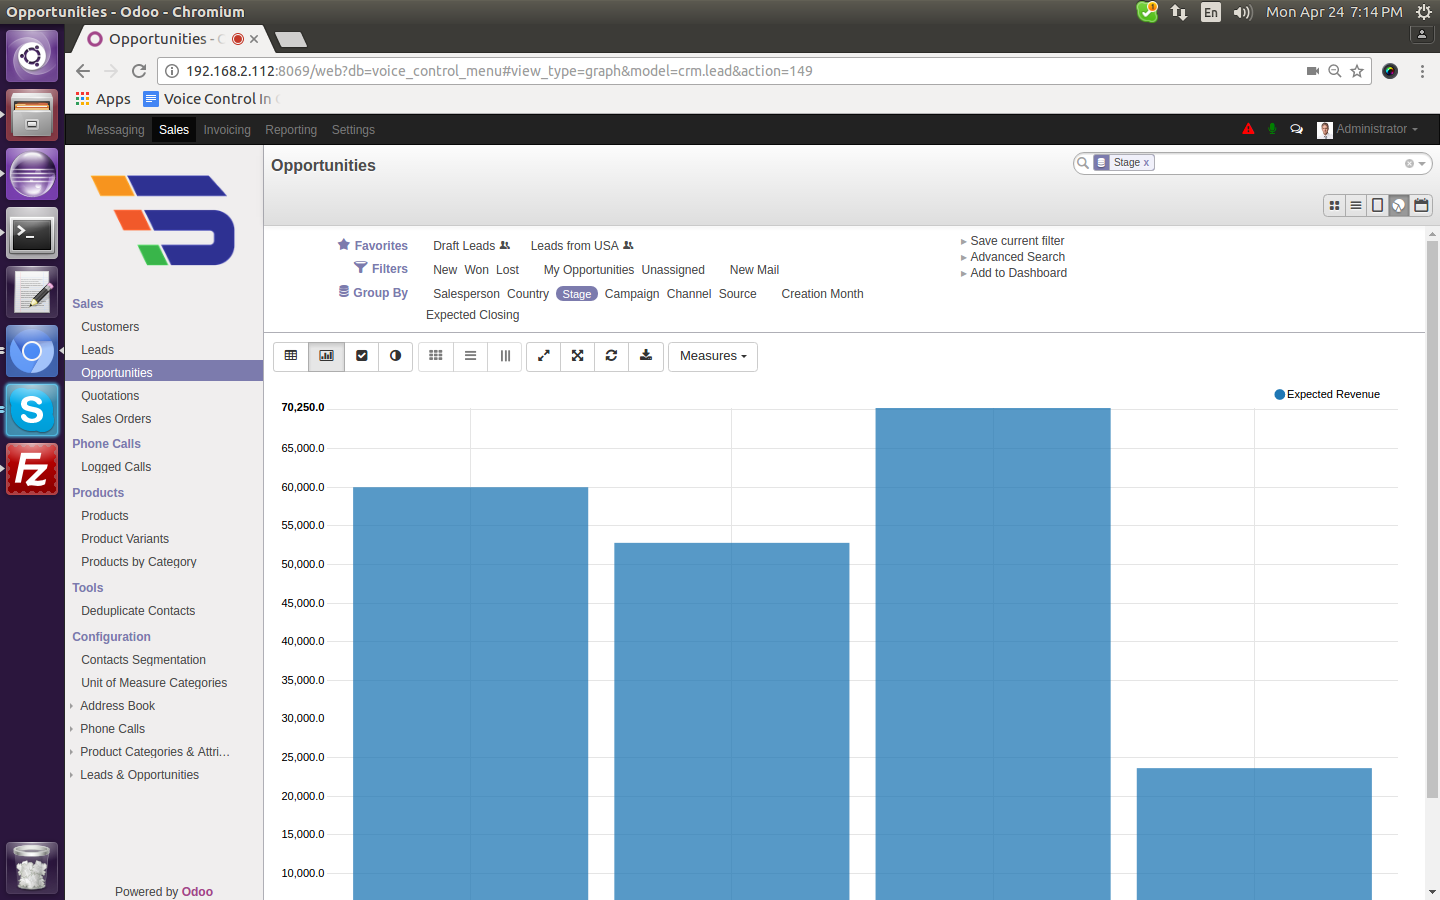 Opportunities - Odoo - Chromium
En Mon Apr 24 7:14 PM
Opportunities - 
192.168.2.112:8069/web?db=voice_control_menu#view_type=graph&model=crm.lead&action=149
Apps Voice Control In
Messaging Sales Invoicing Reporting Settings Administrator
Opportunities
Stage x
Favorites Draft Leads Leads from USA
Filters New Won Lost My Opportunities Unassigned New Mail
Group By Salesperson Country Stage Campaign Channel Source Creation Month
Expected Closing
Save current filter
Advanced Search
Add to Dashboard
Sales
Customers
Leads
Opportunities
Quotations
Sales Orders
Phone Calls
Logged Calls
Products
Products
Product Variants
Products by Category
Tools
Deduplicate Contacts
Configuration
Contacts Segmentation
Unit of Measure Categories
Address Book
Phone Calls
Product Categories & Attri...
Leads & Opportunities
Powered by Odoo
Measures
Expected Revenue
70,250.0
65,000.0
60,000.0
55,000.0
50,000.0
45,000.0
40,000.0
35,000.0
30,000.0
25,000.0
20,000.0
15,000.0
10,000.0
S
Fz